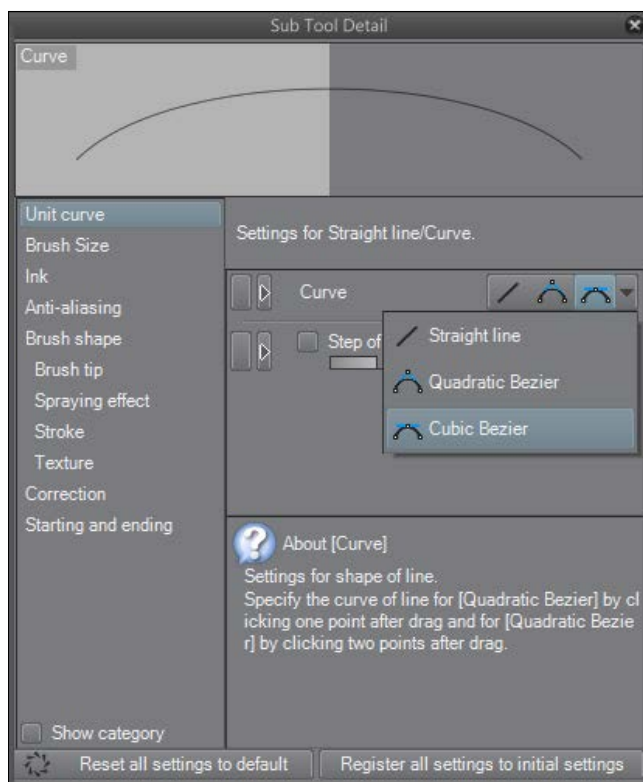 Sub Tool Detail
Curve
Unit curve
Brush Size
Ink
Anti-aliasing
Brush shape
Brush tip
Spraying effect
Stroke
Texture
Correction
Starting and ending
Show category
Settings for Straight line/Curve.
Curve
Step of
Straight line
Quadratic Bezier
Cubic Bezier
About [Curve]
Settings for shape of line.
Specify the curve of line for [Quadratic Bezier] by cl
icking one point after drag and for [Quadratic Bezie
r] by clicking two points after drag.
Reset all settings to default
Register all settings to initial settings